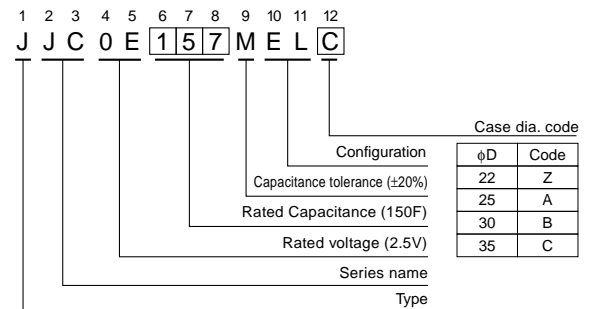 1 2 3 4 5 6 7 8 9 10 11 12
J J C 0 E 1 5 7 M E L C
Case dia. code
Configuration
Capacitance tolerance (±20%)
Rated Capacitance (150F)
Rated voltage (2.5V)
Series name
Type
ϕD Code
22 Z
25 A
30 B
35 C